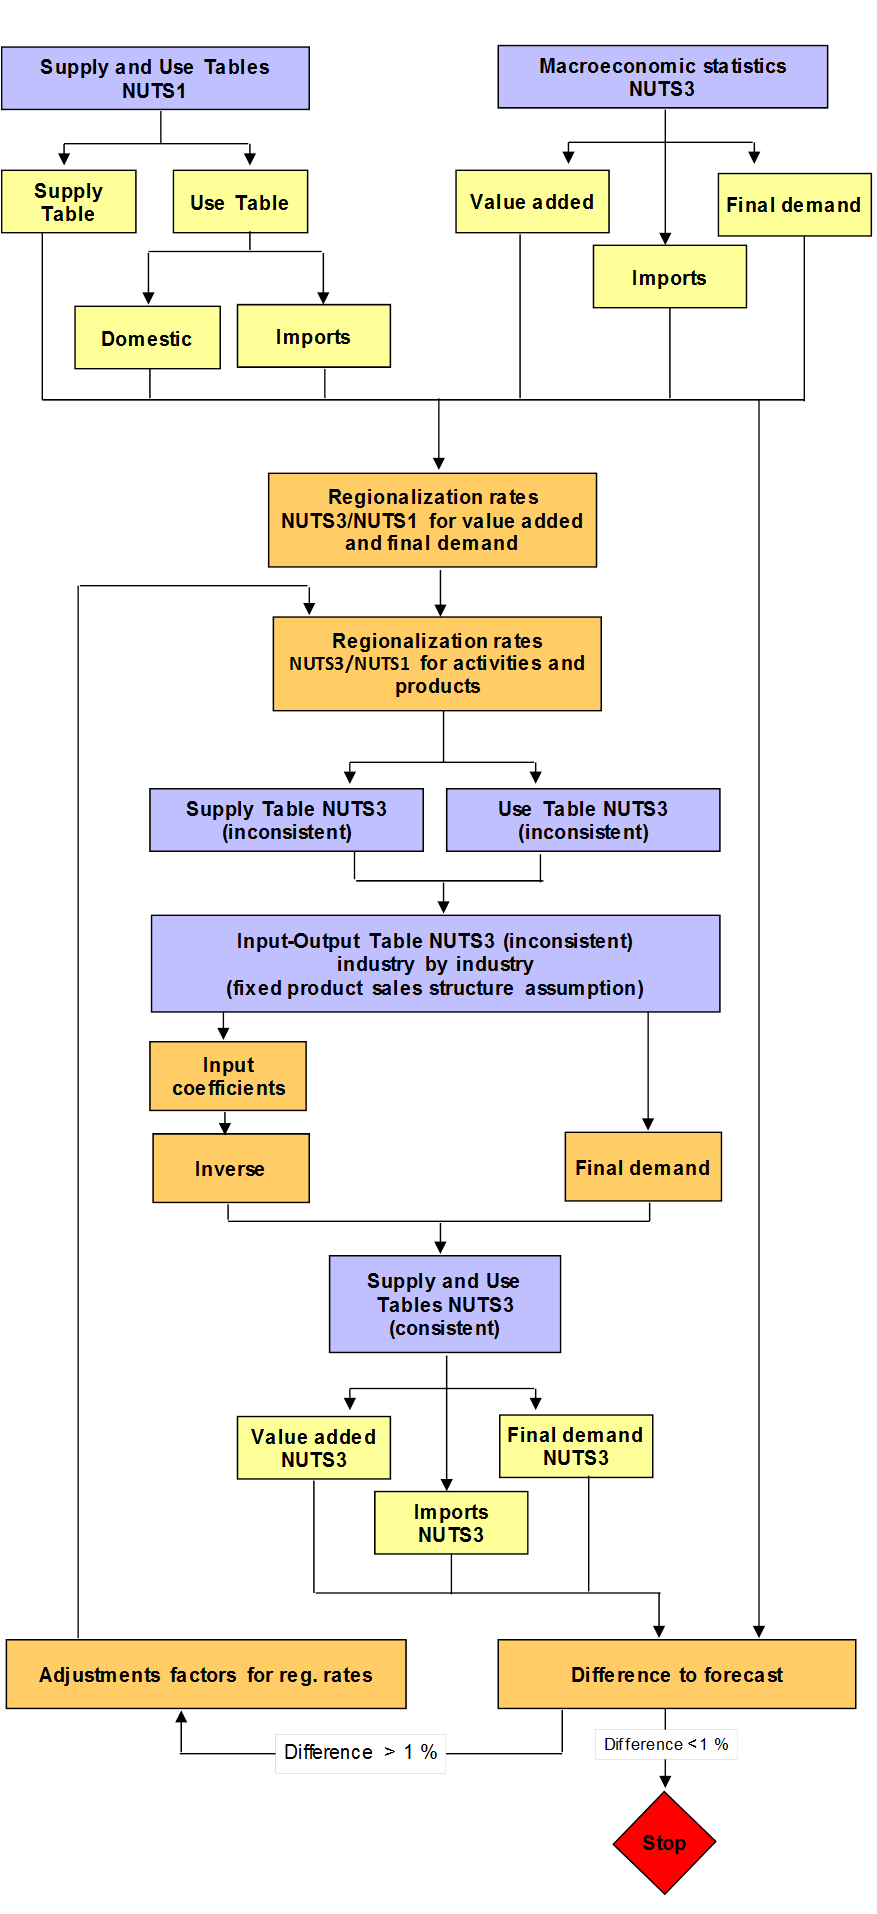 Supply and Use Tables
NUTS1
Macroeconomic statistics
NUTS3
Supply
Table
Use Table
Value added
Final demand
Imports
Domestic
Imports
Regionalization rates
NUTS3/NUTS1 for value added
and final demand
Regionalization rates
NUTS3/NUTS1 for activities and
products
Supply Table NUTS3
(inconsistent)
Use Table NUTS3
(inconsistent)
Input-Output Table NUTS3 (inconsistent)
industry by industry
(fixed product sales structure assumption)
Input
coefficients
Inverse
Final demand
Supply and Use
Tables NUTS3
(consistent)
Value added
NUTS3
Final demand
NUTS3
Imports
NUTS3
Adjustments factors for reg. rates
Difference to forecast
Difference > 1 %
Difference <1 %
Stop